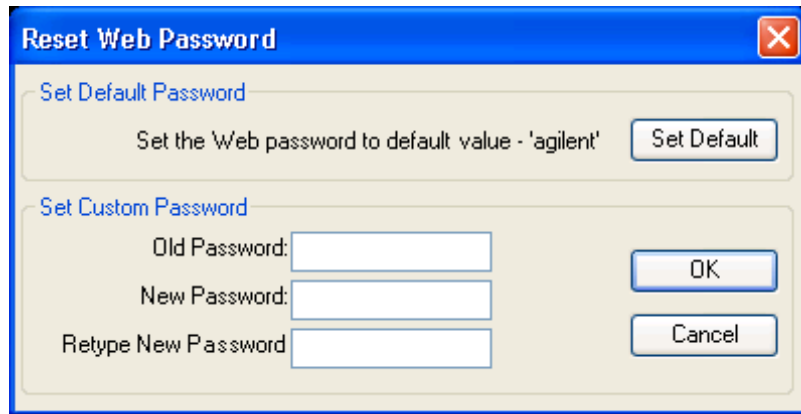 Reset Web Password
Set Default Password
Set the Web password to default value - 'agilent'
Set Default
Set Custom Password
Old Password:
New Password:
Retype New Password
OK
Cancel